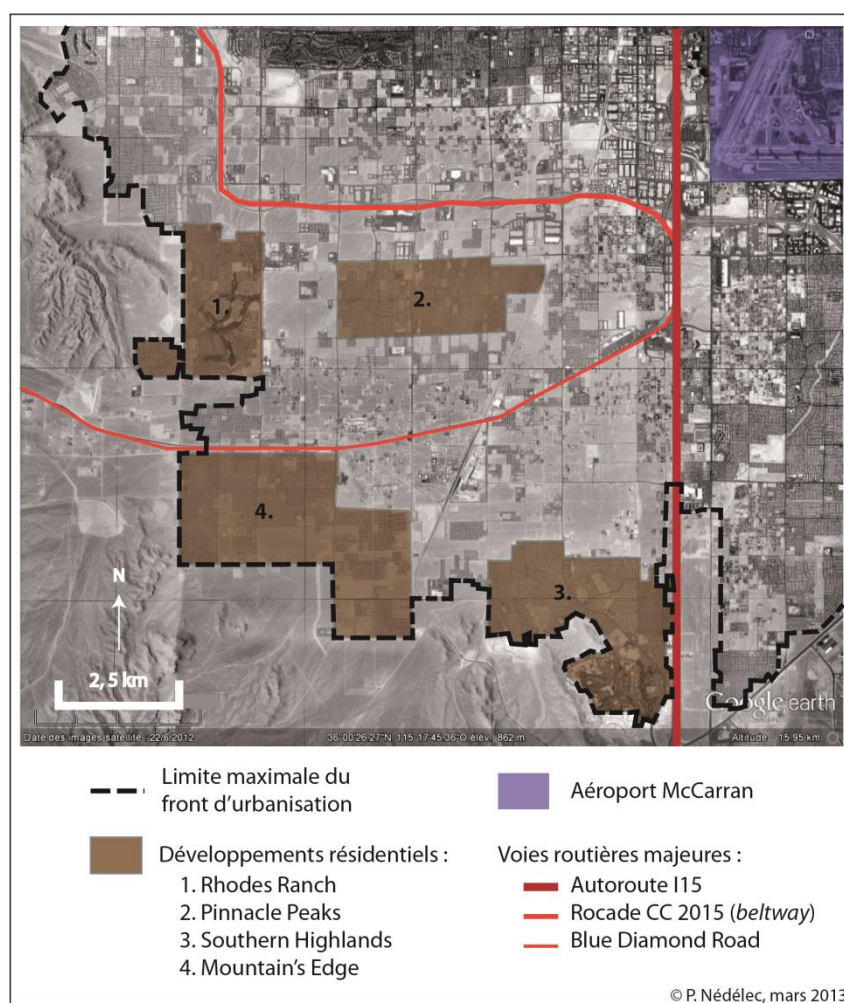 N
1.
2.
4.
3.
N
2, 5 km
Google earth
Date des images satellite : 22/6/2012 36°00'26.27"N 115°17'45.36"O élév. 862 m Altitude 15.95 km
Limite maximale du
front d'urbanisation
Aéroport McCarran
Développements résidentiels :
1. Rhodes Ranch
2. Pinnacle Peaks
3. Southern Highlands
4. Mountain's Edge
Voies routières majeures :
Autoroute I15
Rocade CC 2015 (beltway)
Blue Diamond Road
© P. Nédélec, mars 2013